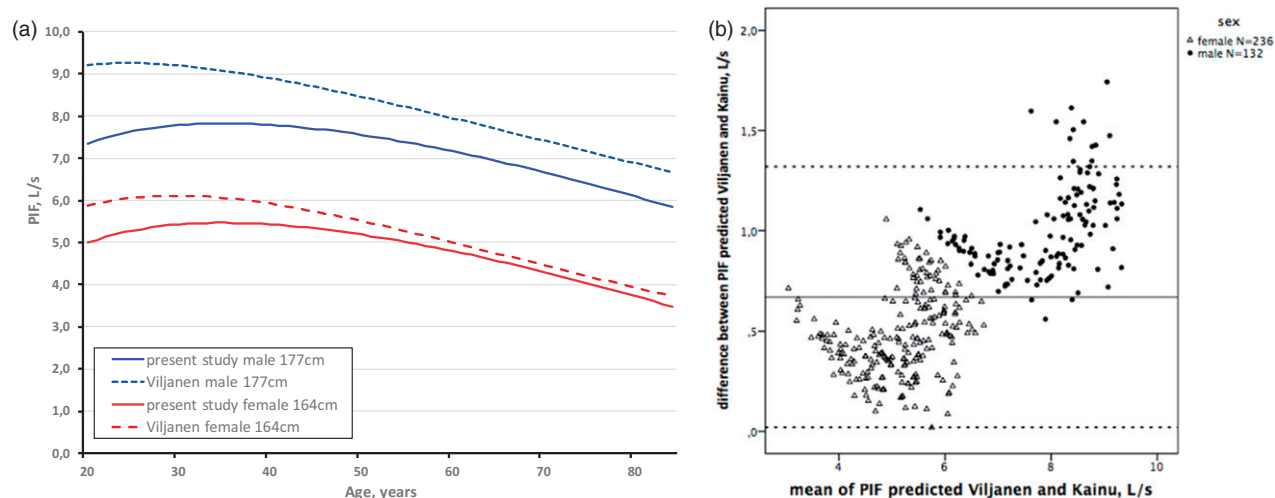 (a)
10,0
9,0
8,0
7,0
6,0
5,0
4,0
3,0
2,0
1,0
0,0
PIF, L/s
20 30 40 50 60 70 80
Age, years
present study male 177cm
Viljanen male 177cm
present study female 164cm
Viljanen female 164cm
(b)
sex
female N=236
male N=132
2,0
1,5
1,0
,5
,0
difference between PIF predicted Viljanen and Kainu, L/s
4 6 8 10
mean of PIF predicted Viljanen and Kainu, L/s